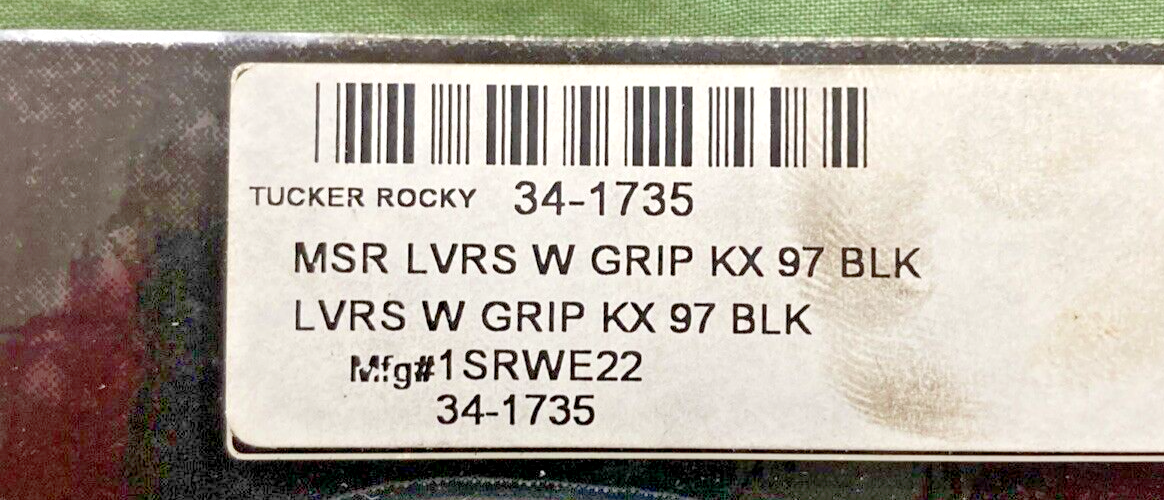 TUCKER ROCKY 34-1735
MSR LVRS W GRIP KX 97 BLK
LVRS W GRIP KX 97 BLK
Mfg#1SRWE22
34-1735